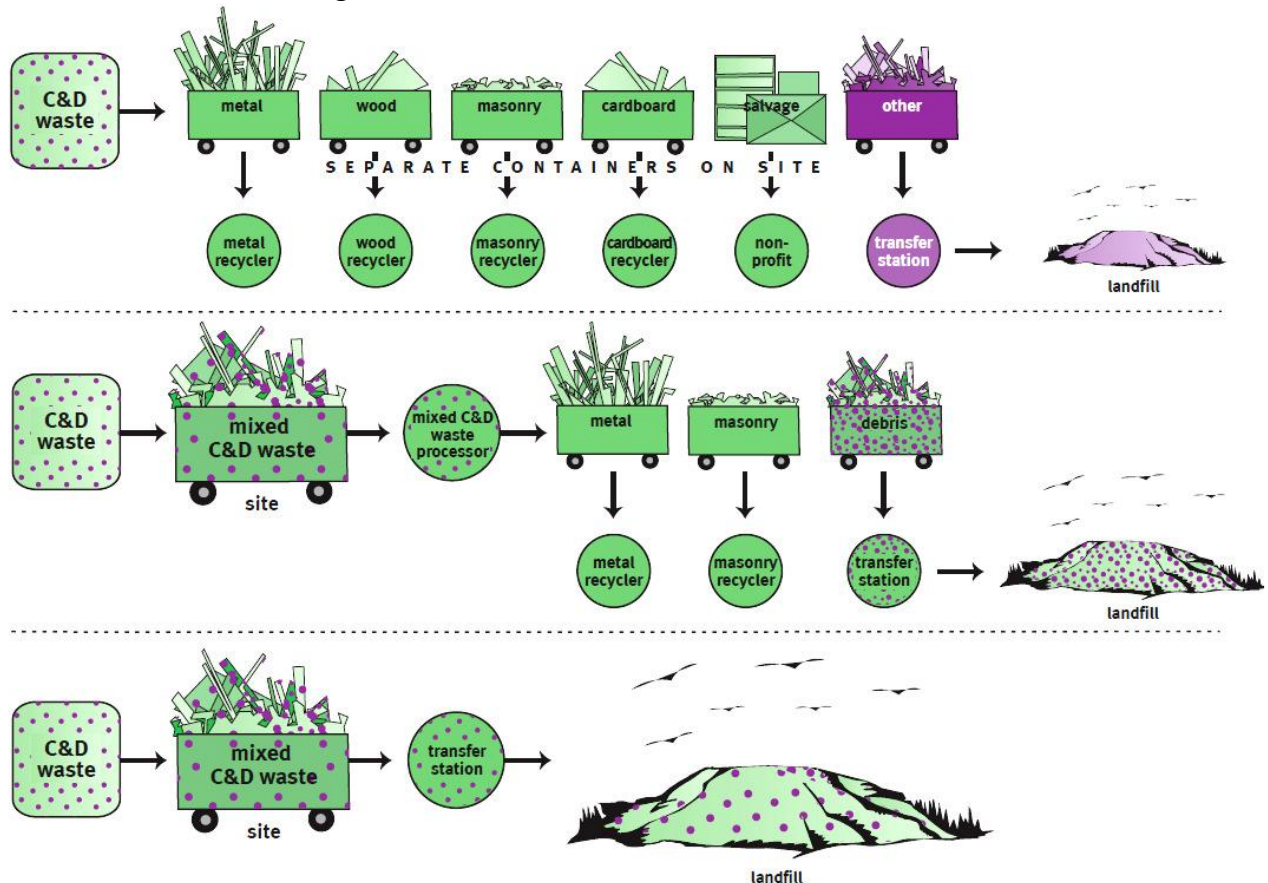 C&D
waste
metal
wood
masonry
cardboard
salvage
other
SEPARATE CONTAINERS ON SITE
metal
recycler
wood
recycler
masonry
recycler
cardboard
recycler
non-
profit
transfer
station
landfill
C&D
waste
mixed
C&D waste
site
mixed C&D
waste
processor
metal
masonry
debris
metal
recycler
masonry
recycler
transfer
station
landfill
C&D
waste
mixed
C&D waste
site
transfer
station
landfill